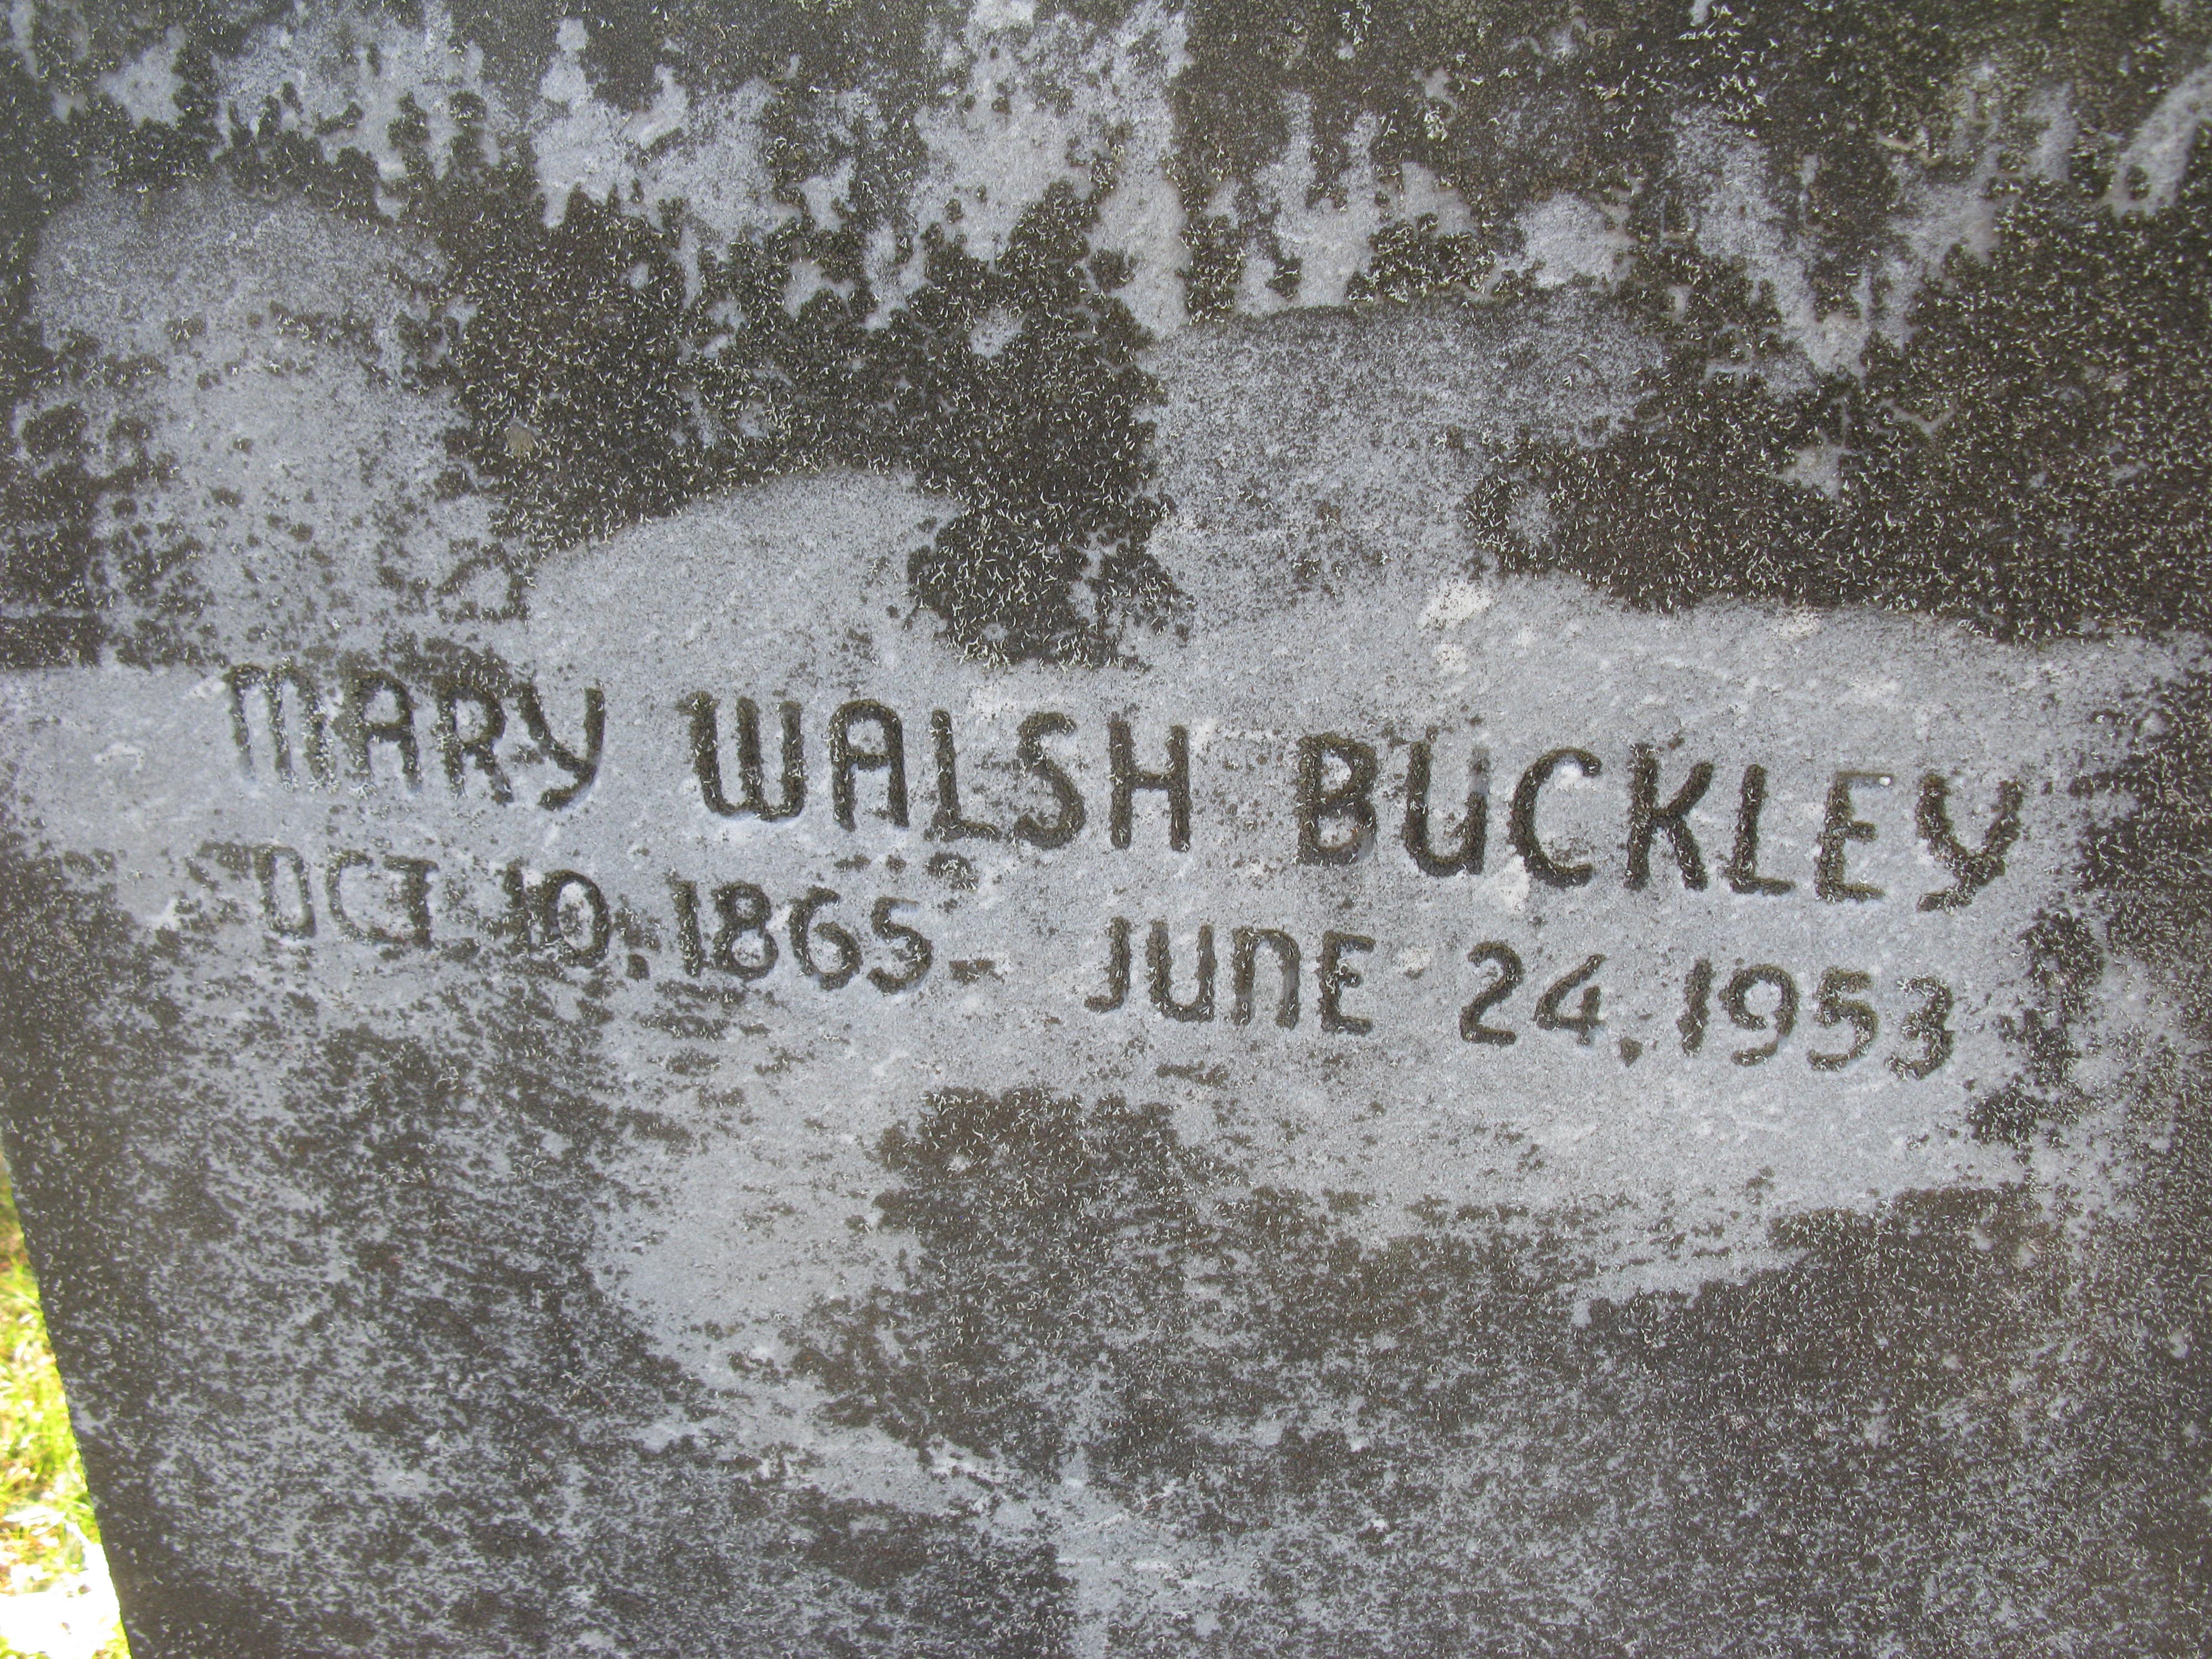 MARY WALSH BUCKLEY
OCT 10, 1865 - JUNE 24, 1953